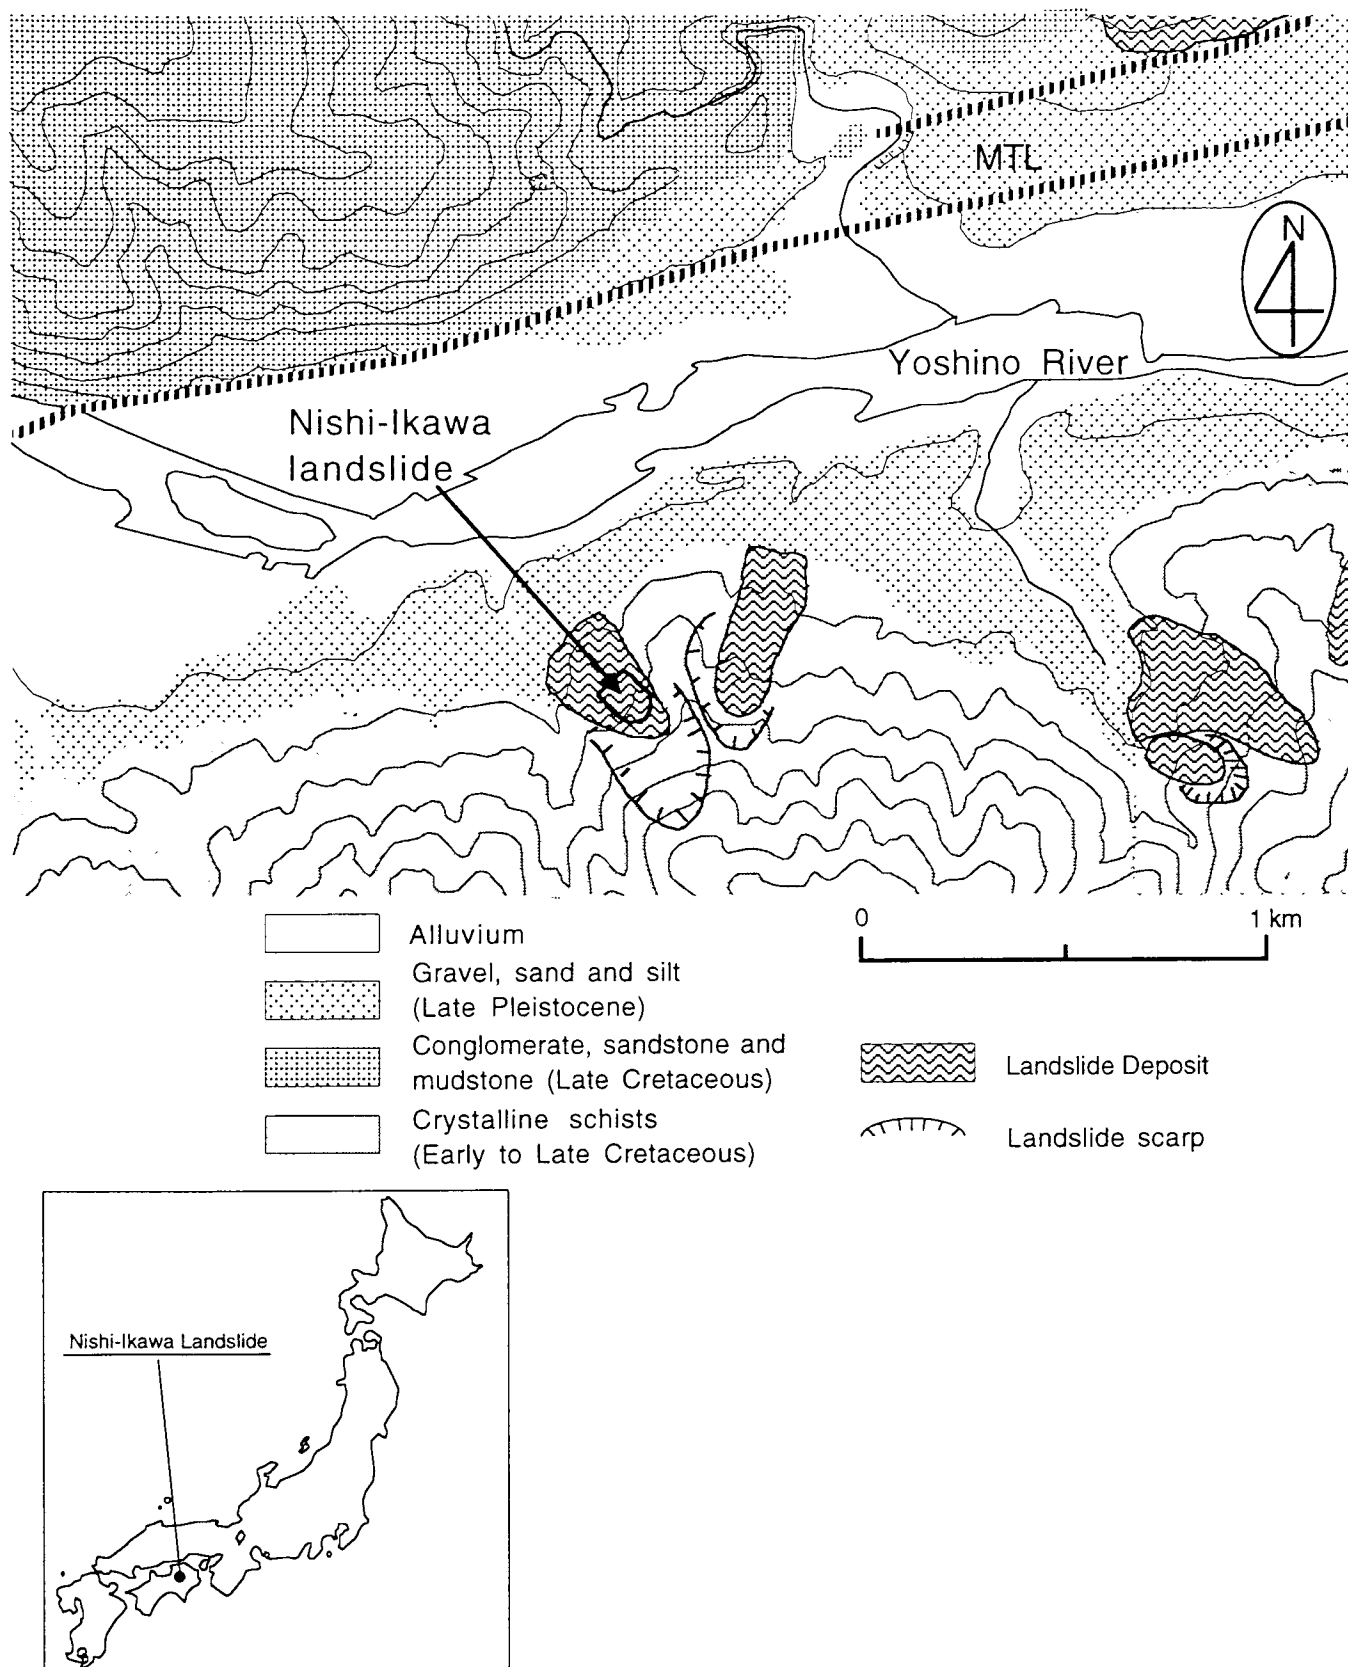 MTL
N
Yoshino River
Nishi-Ikawa
landslide
Alluvium
Gravel, sand and silt
(Late Pleistocene)
Conglomerate, sandstone and
mudstone (Late Cretaceous)
Crystalline schists
(Early to Late Cretaceous)
0 1 km
Landslide Deposit
Landslide scarp
Nishi-Ikawa Landslide